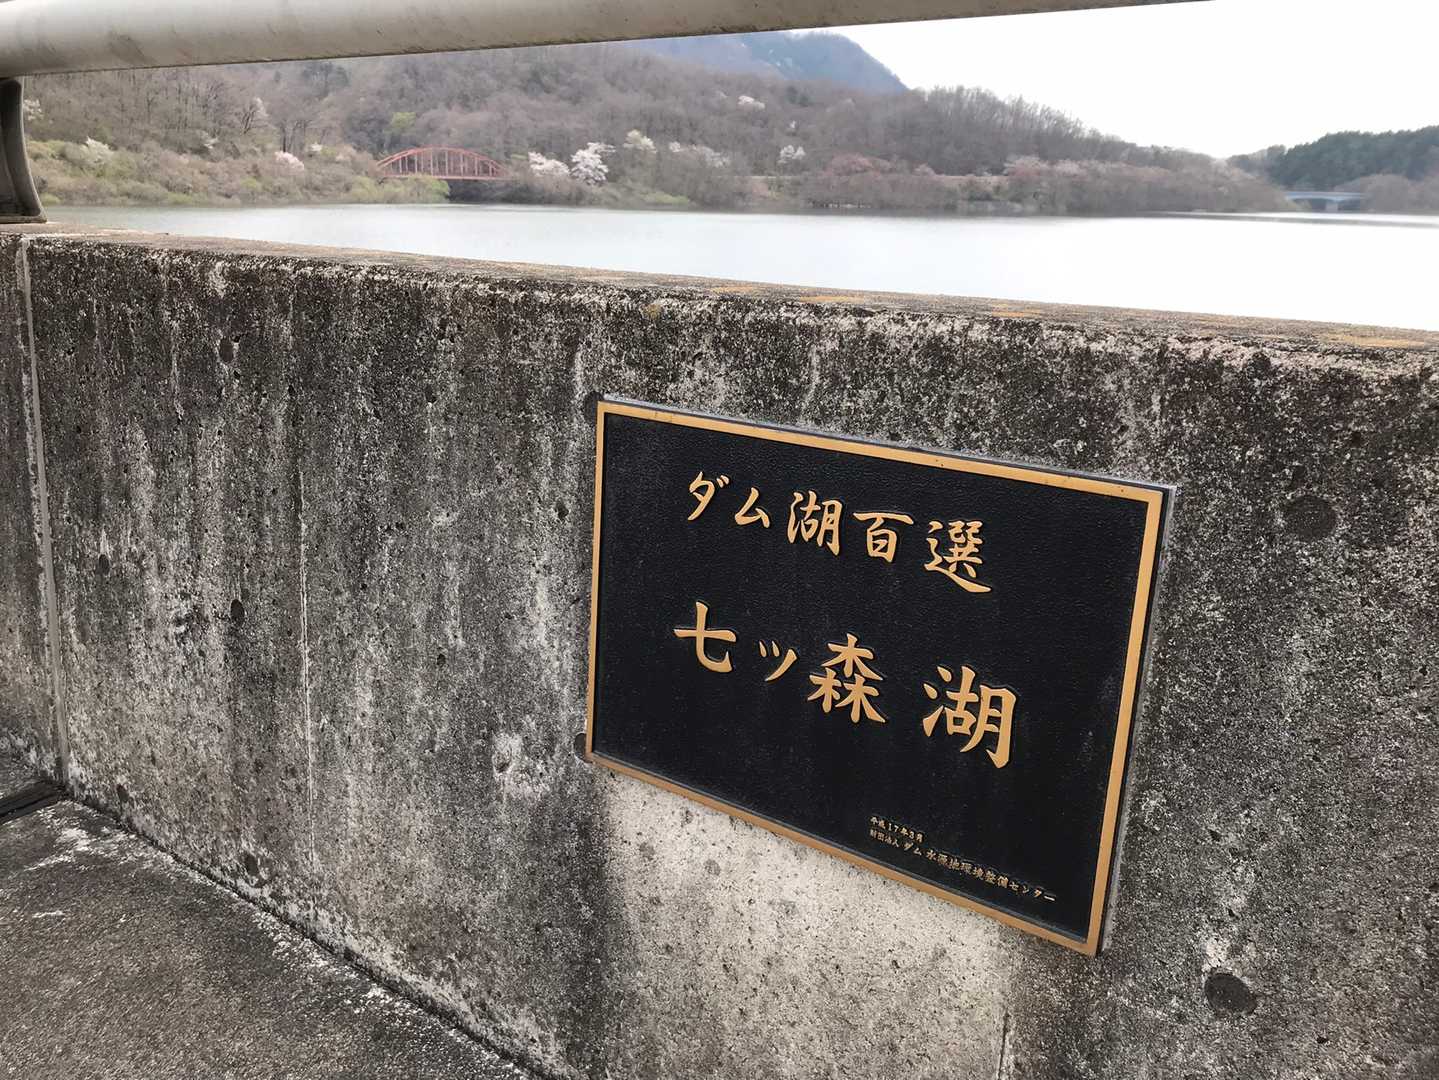 ダム湖百選
七ッ森湖
平成17年3月
財団法人 ダム水源地環境整備センター